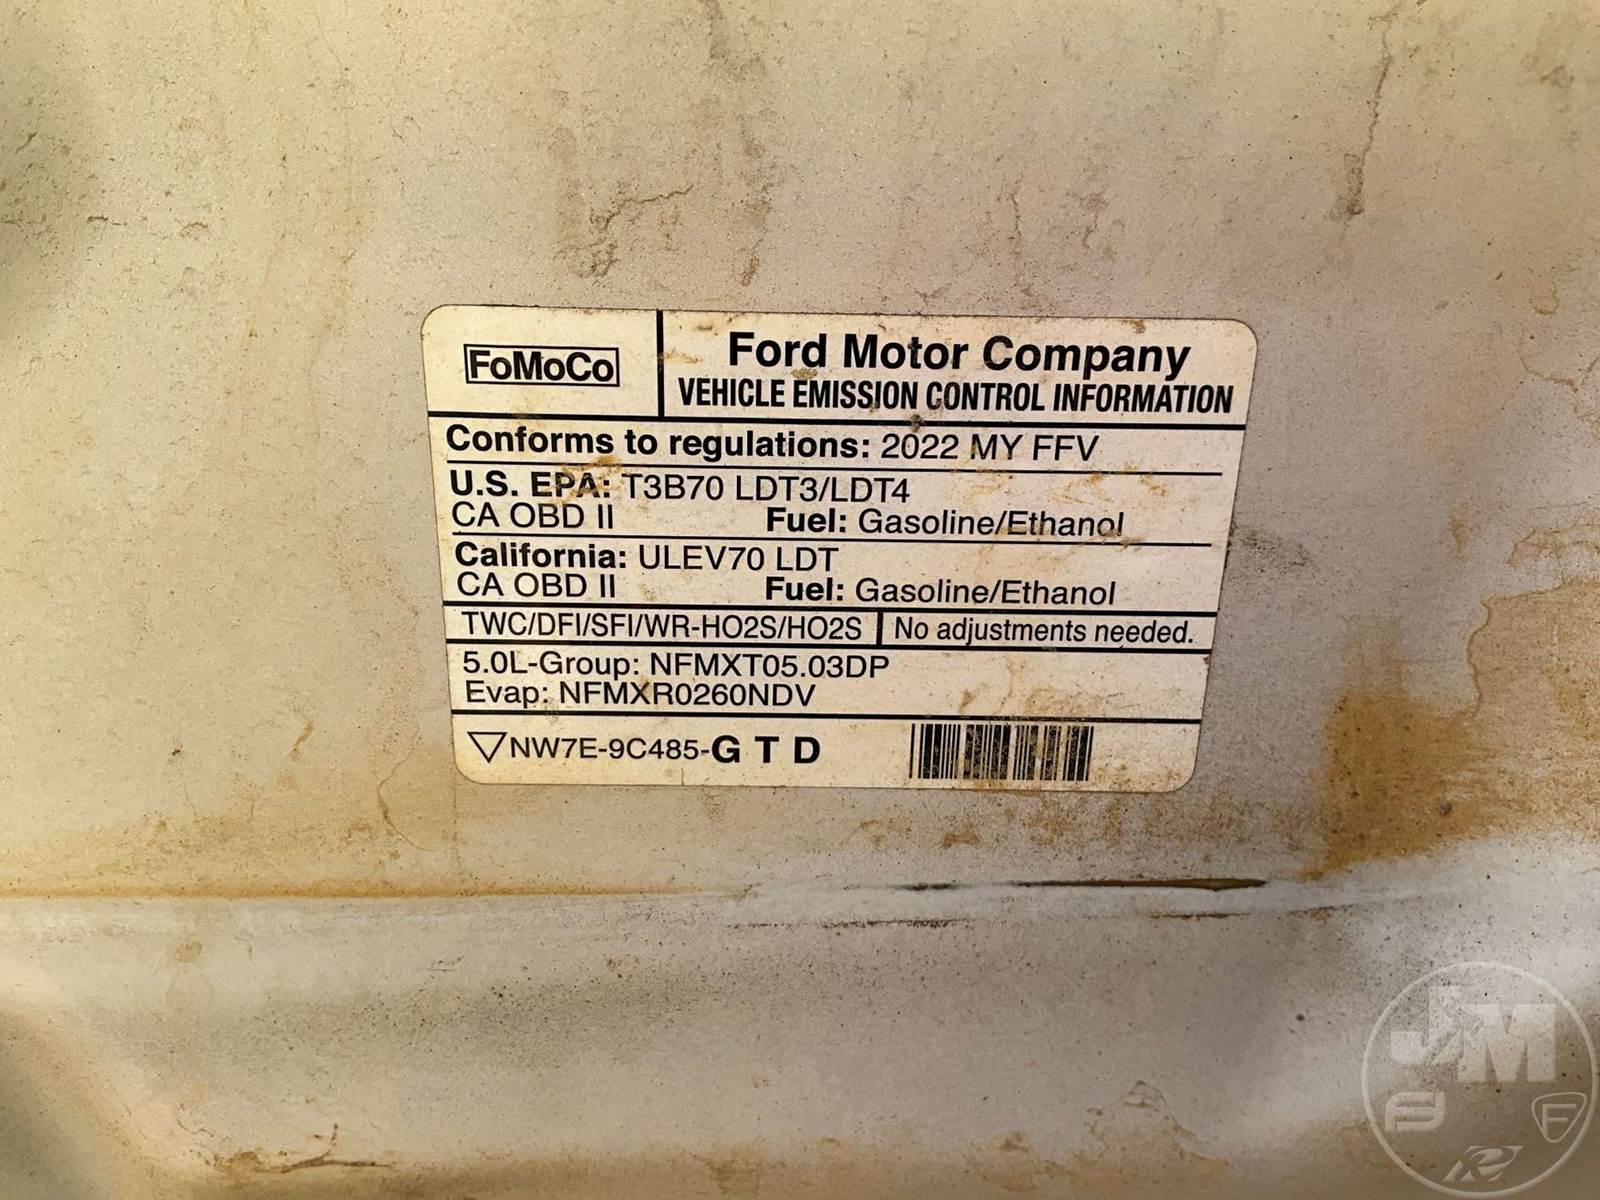 FoMoCo
Ford Motor Company
VEHICLE EMISSION CONTROL INFORMATION
Conforms to regulations: 2022 MY FFV
U.S. EPA: T3B70 LDT3/LDT4
CA OBD II Fuel: Gasoline/Ethanol
California: ULEV70 LDT
CA OBD II Fuel: Gasoline/Ethanol
TWC/DFI/SFI/WR-HO2S/HO2S No adjustments needed.
5.0L-Group: NFMXT05.03DP
Evap: NFMXR0260NDV
NW7E-9C485-G T D
JM